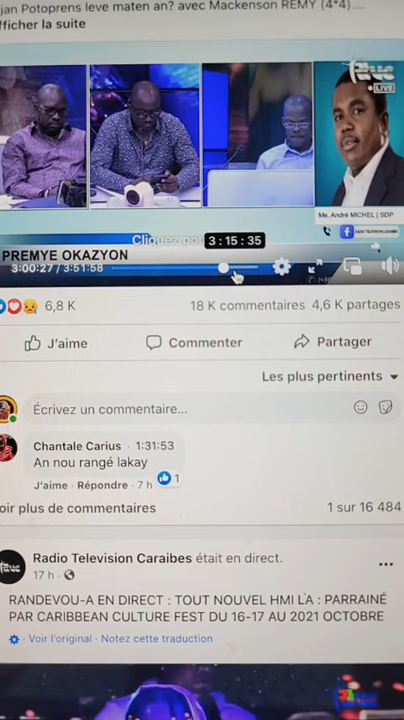 jan Potoprens leve maten an? avec Mackenson REMY (4*4)....
fficher la suite
LIVE
Me. André MICHEL | SDP
RADIO TELEVISION CARAIBES
Cliquez pou
3:15:35
PREMYE OKAZYON
3:00:27 / 3:51:58
6,8 K
18 K commentaires 4,6 K partages
J'aime
Commenter
Partager
Les plus pertinents
Écrivez un commentaire...
Chantale Carius · 1:31:53
An nou rangé lakay
J'aime · Répondre · 7 h
1
oir plus de commentaires
1 sur 16 484
Radio Television Caraibes était en direct.
17 h ·
RANDEVOU-A EN DIRECT : TOUT NOUVEL HMI LA : PARRAINÉ
PAR CARIBBEAN CULTURE FEST DU 16-17 AU 2021 OCTOBRE
Voir l'original · Notez cette traduction